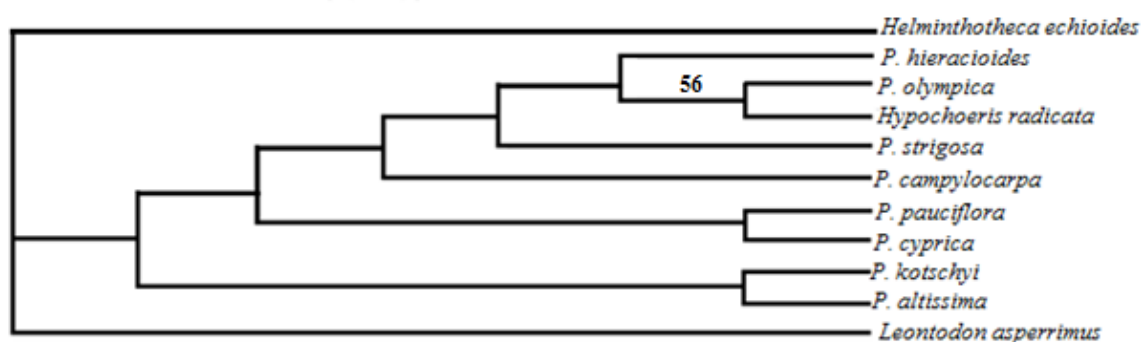 Helminthotheca echioides
P. hieracioides
56
P. olympica
Hypochoeris radicata
P. strigosa
P. campylocarpa
P. pauciflora
P. cyprica
P. kotschyi
P. altissima
Leontodon asperrimus